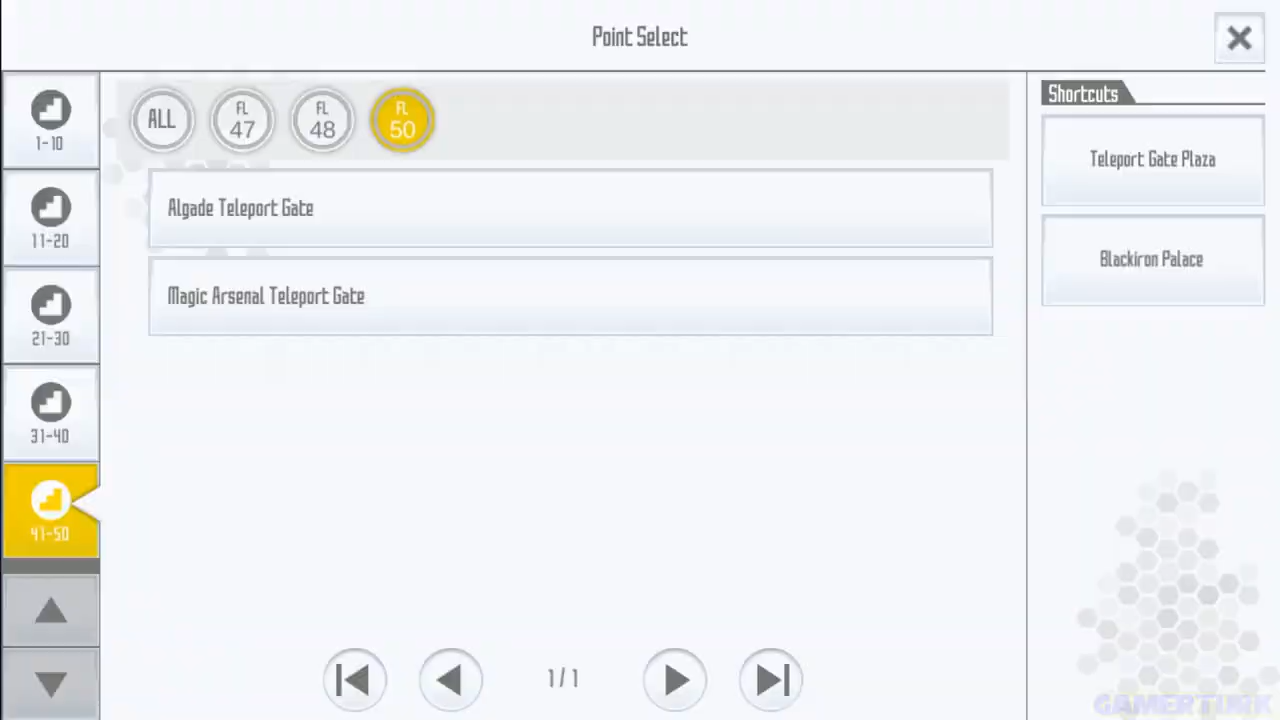 Point Select
1-10
11-20
21-30
31-40
41-50
ALL
FL
47
FL
48
FL
50
Algade Teleport Gate
Magic Arsenal Teleport Gate
1/1
Shortcuts
Teleport Gate Plaza
Blackiron Palace